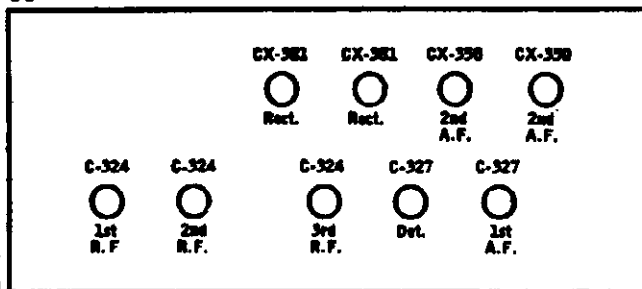 CX-381 CX-381 CX-350 CX-350
Rect. Rect. 2nd 2nd
A.F. A.F.
C-324 C-324 C-324 C-327 C-327
1st 2nd 3rd Det. 1st
R.F R.F. R.F. A.F.